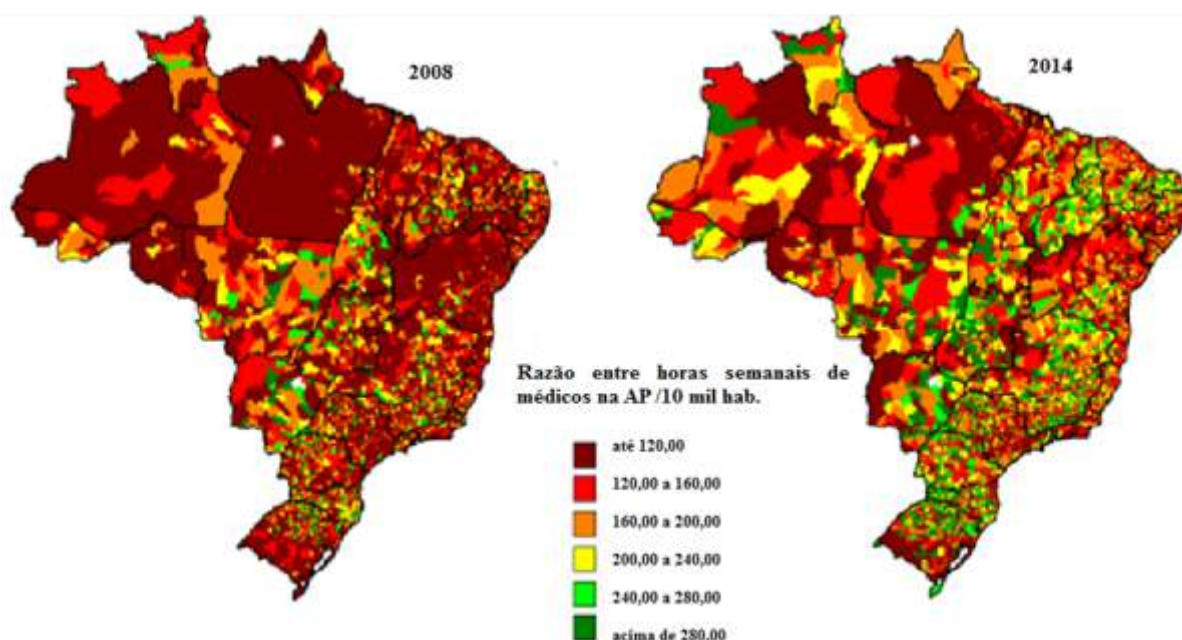 2008
2014
Razão entre horas semanais de
médicos na AP /10 mil hab.
até 120,00
120,00 a 160,00
160,00 a 200,00
200,00 a 240,00
240,00 a 280,00
acima de 280,00